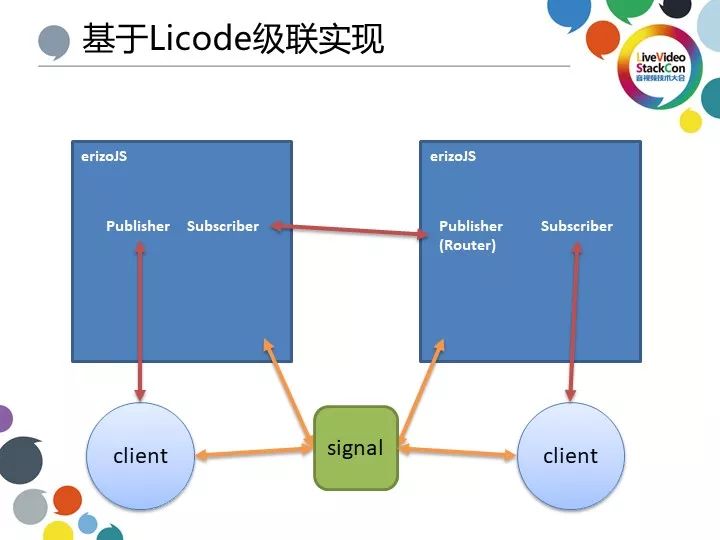 基于Licode级联实现
LiveVideo
StackCon
音视频技术大会
erizoJS
erizoJS
Publisher
Subscriber
Publisher
(Router)
Subscriber
client
signal
client